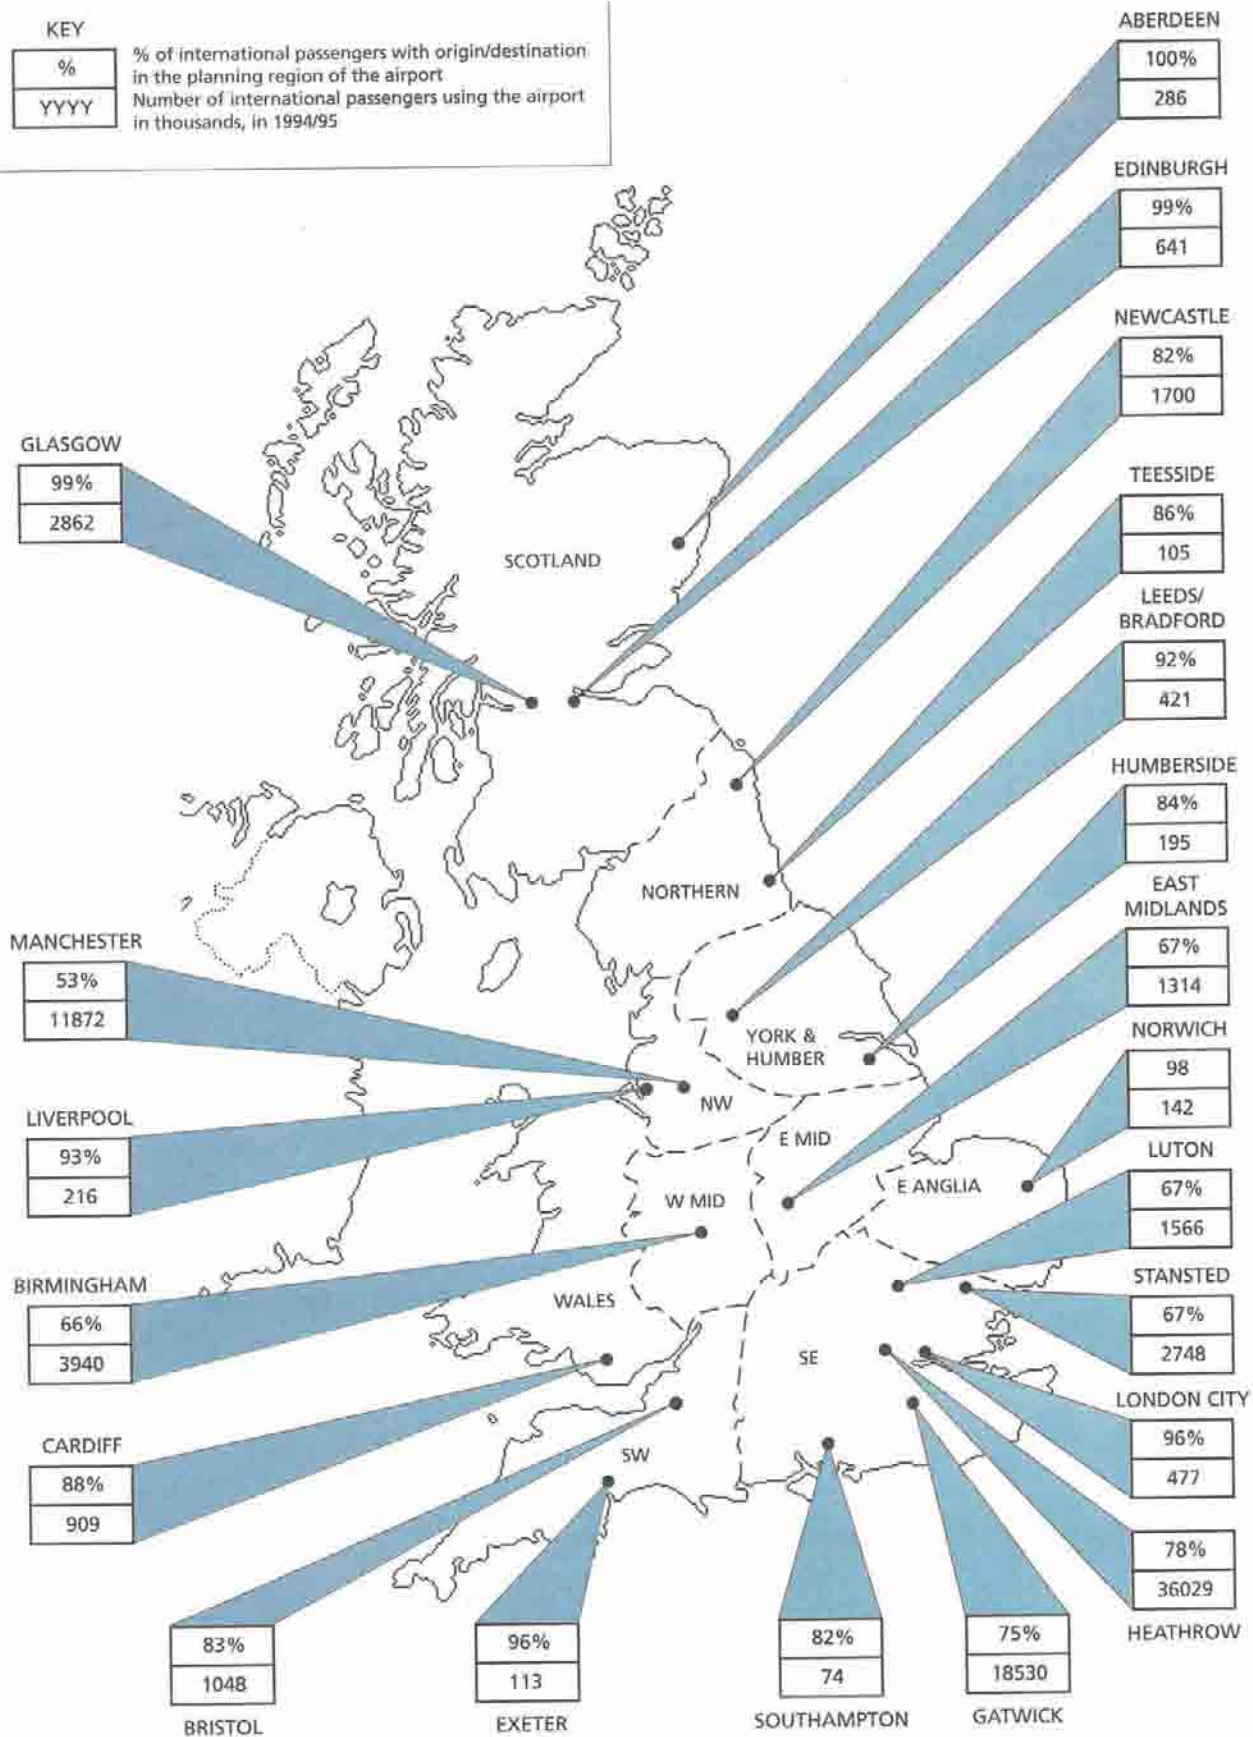 KEY
%
% of international passengers with origin/destination
in the planning region of the airport
YYYY
Number of international passengers using the airport
in thousands, in 1994/95
ABERDEEN
100%
286
EDINBURGH
99%
641
NEWCASTLE
82%
1700
TEESSIDE
86%
105
LEEDS/
BRADFORD
92%
421
HUMBERSIDE
84%
195
EAST
MIDLANDS
67%
1314
NORWICH
98
142
LUTON
67%
1566
STANSTED
67%
2748
LONDON CITY
96%
477
78%
36029
HEATHROW
GLASGOW
99%
2862
MANCHESTER
53%
11872
LIVERPOOL
93%
216
BIRMINGHAM
66%
3940
CARDIFF
88%
909
83%
1048
BRISTOL
96%
113
EXETER
82%
74
SOUTHAMPTON
75%
18530
GATWICK
SCOTLAND
NORTHERN
YORK &
HUMBER
NW
E MID
W MID
E ANGLIA
WALES
SE
SW